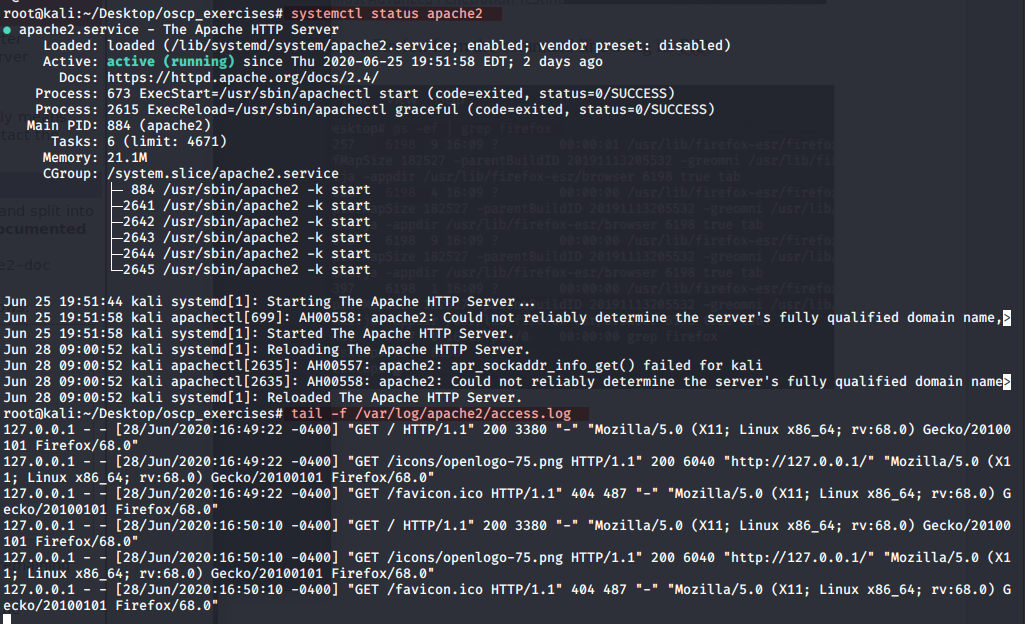 root@kali:~/Desktop/oscp_exercises# systemctl status apache2
● apache2.service - The Apache HTTP Server
Loaded: loaded (/lib/systemd/system/apache2.service; enabled; vendor preset: disabled)
Active: active (running) since Thu 2020-06-25 19:51:58 EDT; 2 days ago
Docs: https://httpd.apache.org/docs/2.4/
Process: 673 ExecStart=/usr/sbin/apachectl start (code=exited, status=0/SUCCESS)
Process: 2615 ExecReload=/usr/sbin/apachectl graceful (code=exited, status=0/SUCCESS)
Main PID: 884 (apache2)
Tasks: 6 (limit: 4671)
Memory: 21.1M
CGroup: /system.slice/apache2.service
├─ 884 /usr/sbin/apache2 -k start
├─2641 /usr/sbin/apache2 -k start
├─2642 /usr/sbin/apache2 -k start
├─2643 /usr/sbin/apache2 -k start
├─2644 /usr/sbin/apache2 -k start
└─2645 /usr/sbin/apache2 -k start
Jun 25 19:51:44 kali systemd[1]: Starting The Apache HTTP Server...
Jun 25 19:51:58 kali apachectl[699]: AH00558: apache2: Could not reliably determine the server's fully qualified domain name,>
Jun 25 19:51:58 kali systemd[1]: Started The Apache HTTP Server.
Jun 28 09:00:52 kali systemd[1]: Reloading The Apache HTTP Server.
Jun 28 09:00:52 kali apachectl[2635]: AH00557: apache2: apr_sockaddr_info_get() failed for kali
Jun 28 09:00:52 kali apachectl[2635]: AH00558: apache2: Could not reliably determine the server's fully qualified domain name>
Jun 28 09:00:52 kali systemd[1]: Reloaded The Apache HTTP Server.
root@kali:~/Desktop/oscp_exercises# tail -f /var/log/apache2/access.log
127.0.0.1 - - [28/Jun/2020:16:49:22 -0400] "GET / HTTP/1.1" 200 3380 "-" "Mozilla/5.0 (X11; Linux x86_64; rv:68.0) Gecko/20100
101 Firefox/68.0"
127.0.0.1 - - [28/Jun/2020:16:49:22 -0400] "GET /icons/openlogo-75.png HTTP/1.1" 200 6040 "http://127.0.0.1/" "Mozilla/5.0 (X1
1; Linux x86_64; rv:68.0) Gecko/20100101 Firefox/68.0"
127.0.0.1 - - [28/Jun/2020:16:49:22 -0400] "GET /favicon.ico HTTP/1.1" 404 487 "-" "Mozilla/5.0 (X11; Linux x86_64; rv:68.0) G
ecko/20100101 Firefox/68.0"
127.0.0.1 - - [28/Jun/2020:16:50:10 -0400] "GET / HTTP/1.1" 200 3380 "-" "Mozilla/5.0 (X11; Linux x86_64; rv:68.0) Gecko/20100
101 Firefox/68.0"
127.0.0.1 - - [28/Jun/2020:16:50:10 -0400] "GET /icons/openlogo-75.png HTTP/1.1" 200 6040 "http://127.0.0.1/" "Mozilla/5.0 (X1
1; Linux x86_64; rv:68.0) Gecko/20100101 Firefox/68.0"
127.0.0.1 - - [28/Jun/2020:16:50:10 -0400] "GET /favicon.ico HTTP/1.1" 404 487 "-" "Mozilla/5.0 (X11; Linux x86_64; rv:68.0) G
ecko/20100101 Firefox/68.0"